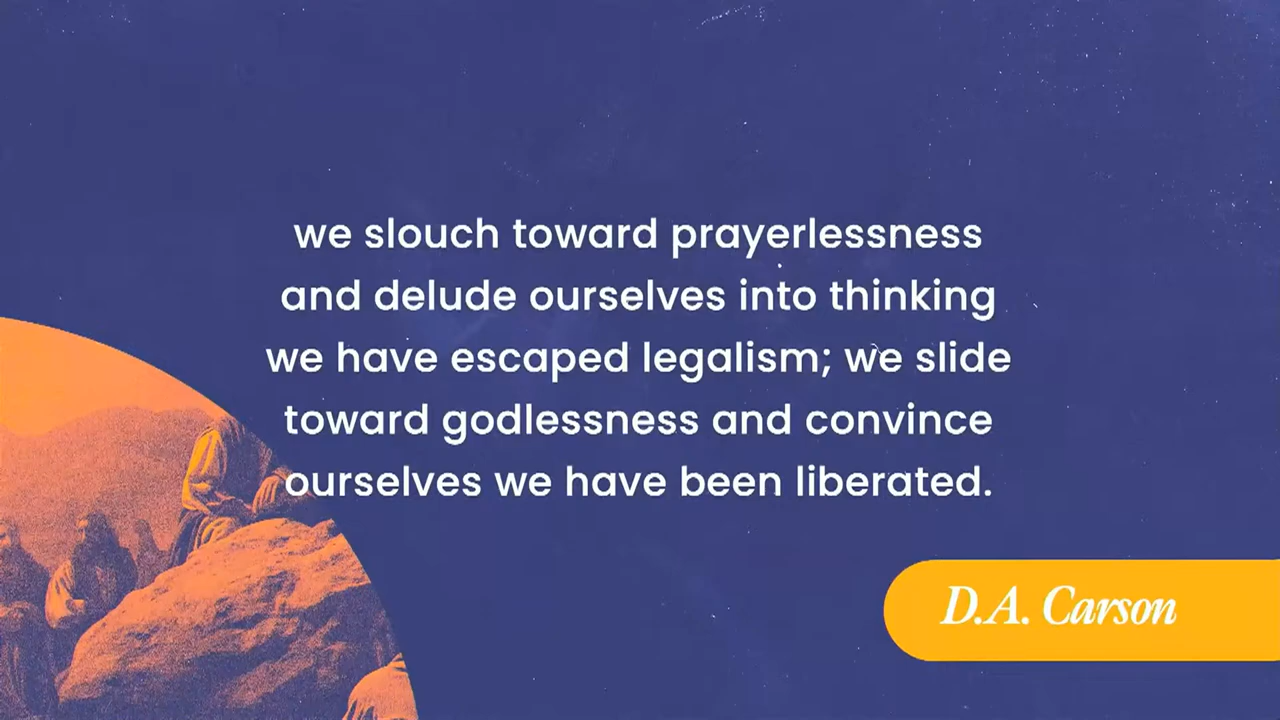 we slouch toward prayerlessness
and delude ourselves into thinking
we have escaped legalism; we slide
toward godlessness and convince
ourselves we have been liberated.
D.A. Carson